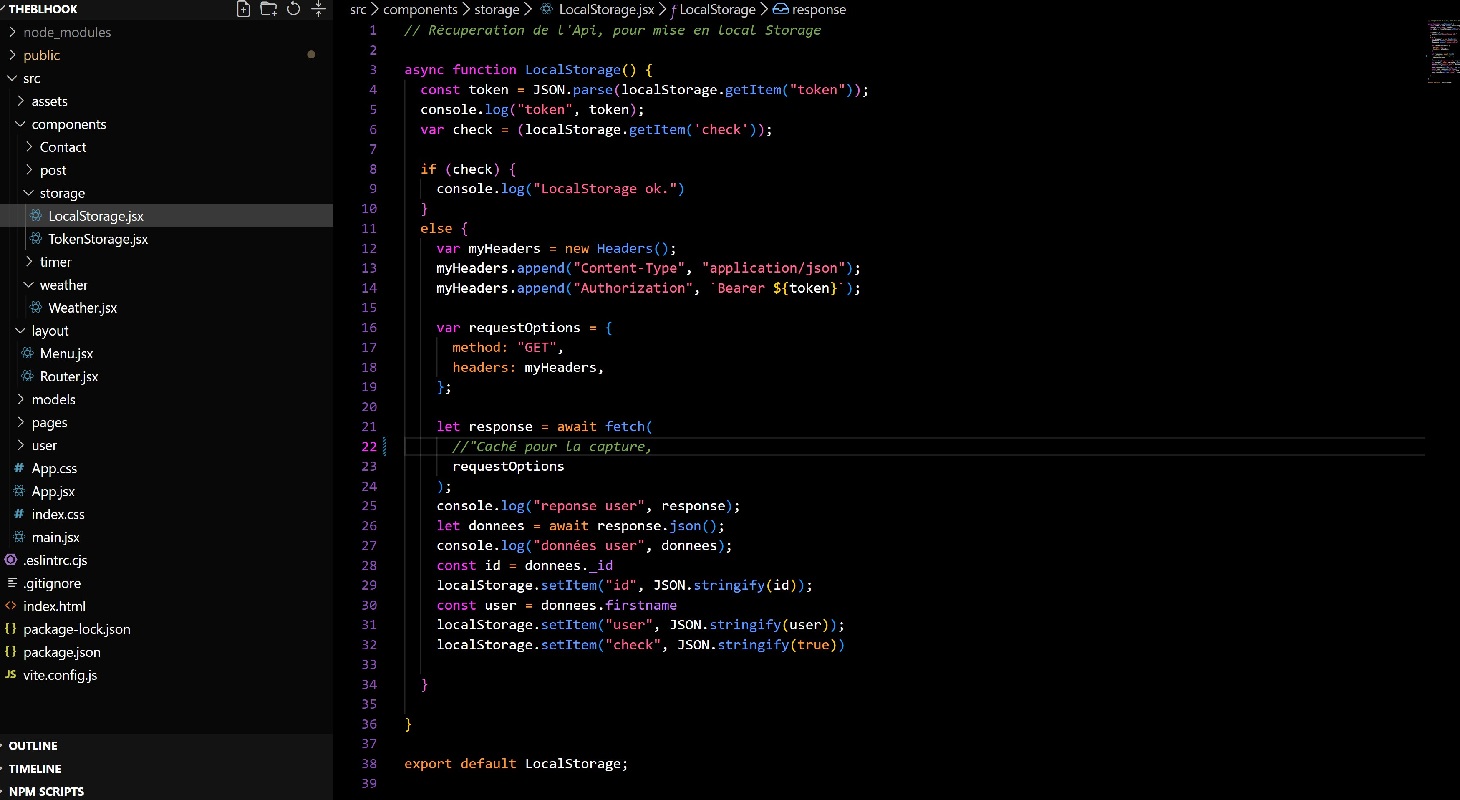 THEBLHOOK
node_modules
public
src
assets
components
Contact
post
storage
LocalStorage.jsx
TokenStorage.jsx
timer
weather
Weather.jsx
layout
Menu.jsx
Router.jsx
models
pages
user
# App.css
App.jsx
# index.css
main.jsx
.eslintrc.cjs
.gitignore
<> index.html
{} package-lock.json
{} package.json
JS vite.config.js
OUTLINE
TIMELINE
NPM SCRIPTS
src > components > storage > LocalStorage.jsx > LocalStorage > response
1 // Récuperation de l'Api, pour mise en local Storage
2
3 async function LocalStorage() {
4 const token = JSON.parse(localStorage.getItem("token"));
5 console.log("token", token);
6 var check = (localStorage.getItem('check'));
7
8 if (check) {
9 console.log("LocalStorage ok.")
10 }
11 else {
12 var myHeaders = new Headers();
13 myHeaders.append("Content-Type", "application/json");
14 myHeaders.append("Authorization", `Bearer ${token}`);
15
16 var requestOptions = {
17 method: "GET",
18 headers: myHeaders,
19 };
20
21 let response = await fetch(
22 //"Caché pour la capture,
23 requestOptions
24 );
25 console.log("reponse user", response);
26 let donnees = await response.json();
27 console.log("données user", donnees);
28 const id = donnees._id
29 localStorage.setItem("id", JSON.stringify(id));
30 const user = donnees.firstname
31 localStorage.setItem("user", JSON.stringify(user));
32 localStorage.setItem("check", JSON.stringify(true))
33
34 }
35
36 }
37
38 export default LocalStorage;
39